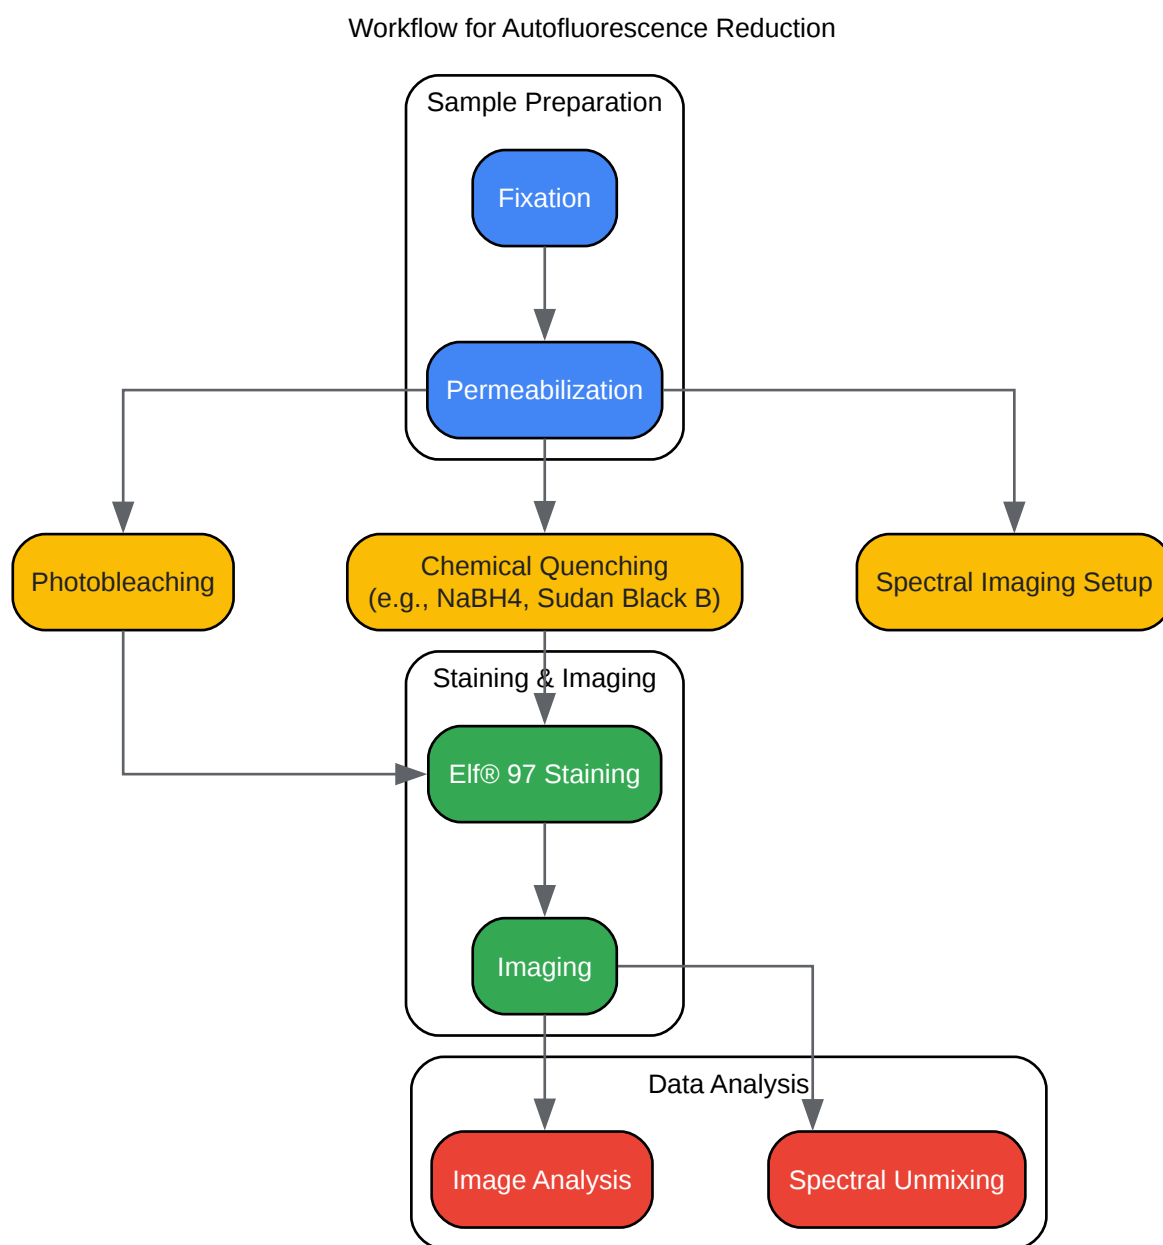 Workflow for Autofluorescence Reduction
Sample Preparation
Fixation
Permeabilization
Photobleaching
Chemical Quenching
(e.g., NaBH4, Sudan Black B)
Spectral Imaging Setup
Staining & Imaging
Elf® 97 Staining
Imaging
Data Analysis
Image Analysis
Spectral Unmixing